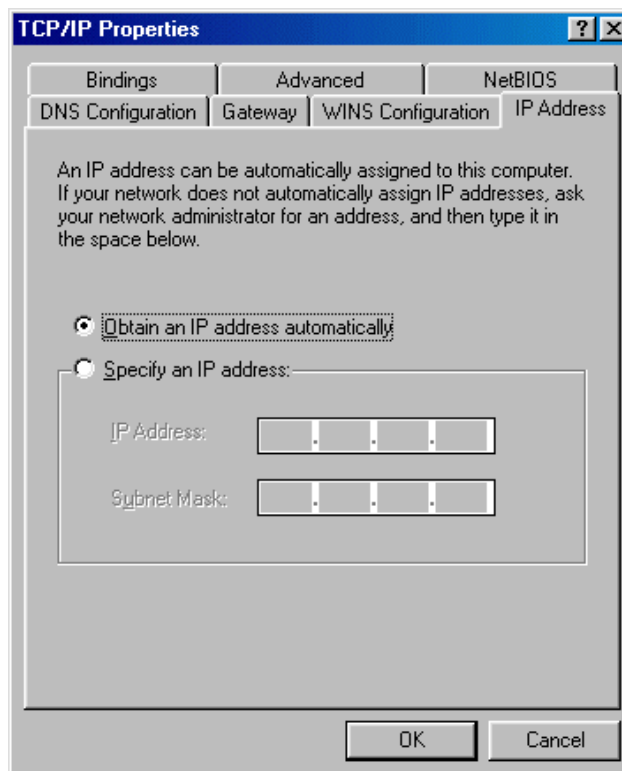 TCP/IP Properties
Bindings
Advanced
NetBIOS
DNS Configuration
Gateway
WINS Configuration
IP Address
An IP address can be automatically assigned to this computer.
If your network does not automatically assign IP addresses, ask
your network administrator for an address, and then type it in
the space below.
Obtain an IP address automatically
Specify an IP address:
IP Address:
. . .
Subnet Mask:
. . .
OK
Cancel